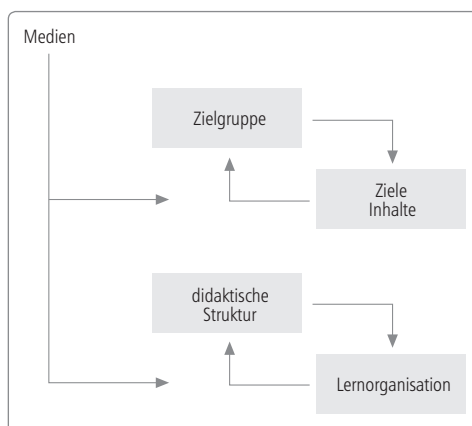 Medien
Zielgruppe
Ziele
Inhalte
didaktische
Struktur
Lernorganisation